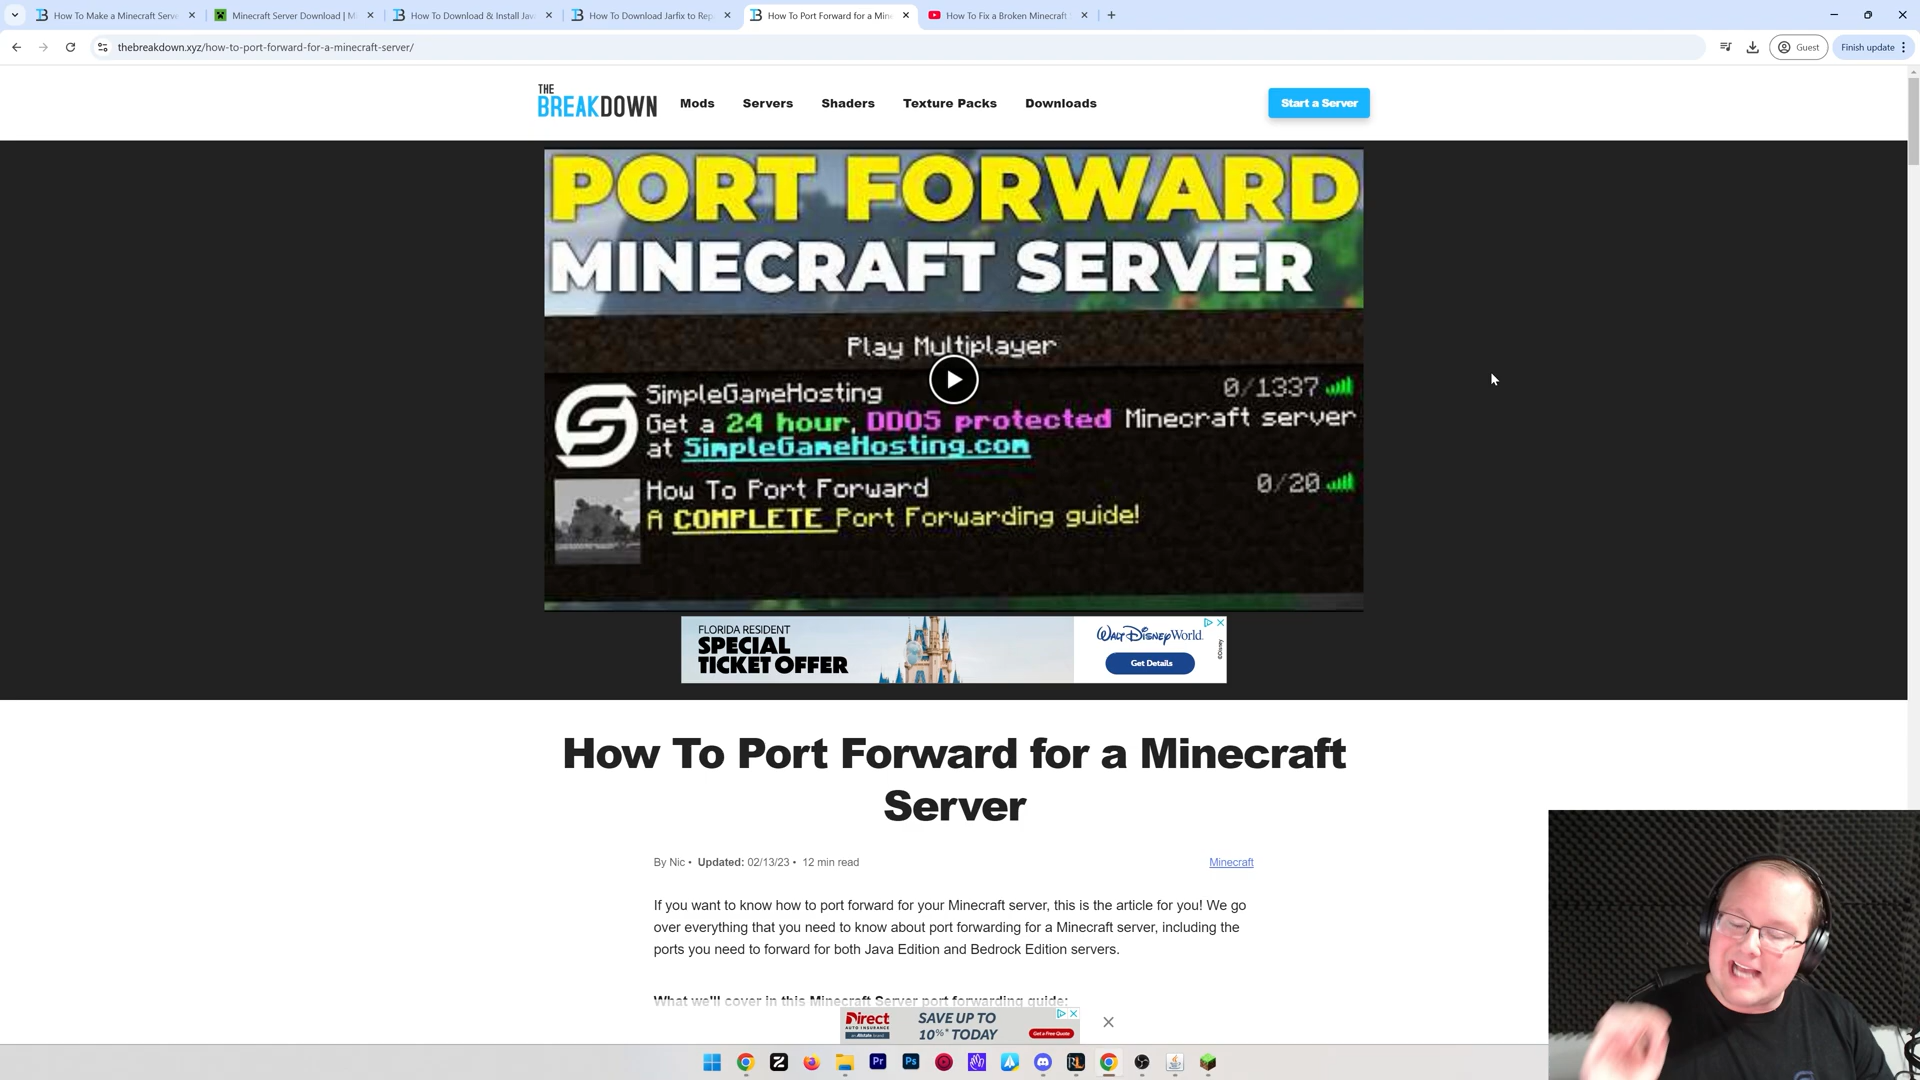 How To Make a Minecraft Serve
Minecraft Server Download | M
How To Download & Install Jav
How To Download Jarfix to Rep
How To Port Forward for a Min
How To Fix a Broken Minecraft
thebreakdown.xyz/how-to-port-forward-for-a-minecraft-server/
Guest
Finish update
THE
BREAKDOWN
Mods
Servers
Shaders
Texture Packs
Downloads
Start a Server
PORT FORWARD
MINECRAFT SERVER
Play Multiplayer
SimpleGameHosting 0/1337
Get a 24 hour, DDOS protected Minecraft server
at SimpleGameHosting.com
How To Port Forward 0/20
A COMPLETE Port Forwarding guide!
FLORIDA RESIDENT
SPECIAL
TICKET OFFER
Walt Disney World.
Get Details
©Disney
How To Port Forward for a Minecraft
Server
By Nic • Updated: 02/13/23 • 12 min read
Minecraft
If you want to know how to port forward for your Minecraft server, this is the article for you! We go
over everything that you need to know about port forwarding for a Minecraft server, including the
ports you need to forward for both Java Edition and Bedrock Edition servers.
What we'll cover in this Minecraft Server port forwarding guide:
Direct
AUTO INSURANCE
SAVE UP TO
10%* TODAY
Get a Free Quote
Pr
Ps